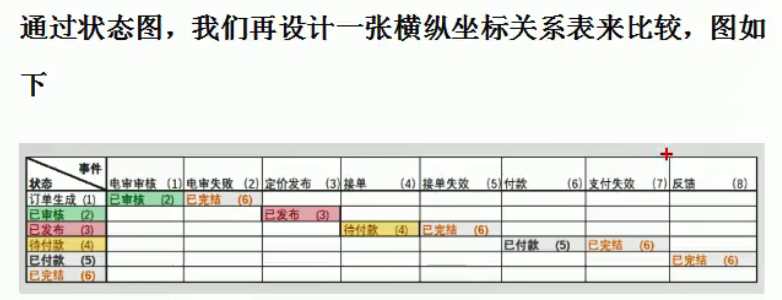 通过状态图，我们再设计一张横纵坐标关系表来比较，图如
下
事件
状态 电审审核 (1) 电审失败 (2) 定价发布 (3) 接单 (4) 接单失效 (5) 付款 (6) 支付失效 (7) 反馈 (8)
订单生成 (1) 已审核 (2) 已完结 (6)
已审核 (2) 已发布 (3)
已发布 (3) 待付款 (4) 已完结 (6)
待付款 (4) 已付款 (5) 已完结 (6)
已付款 (5) 已完结 (6)
已完结 (6)